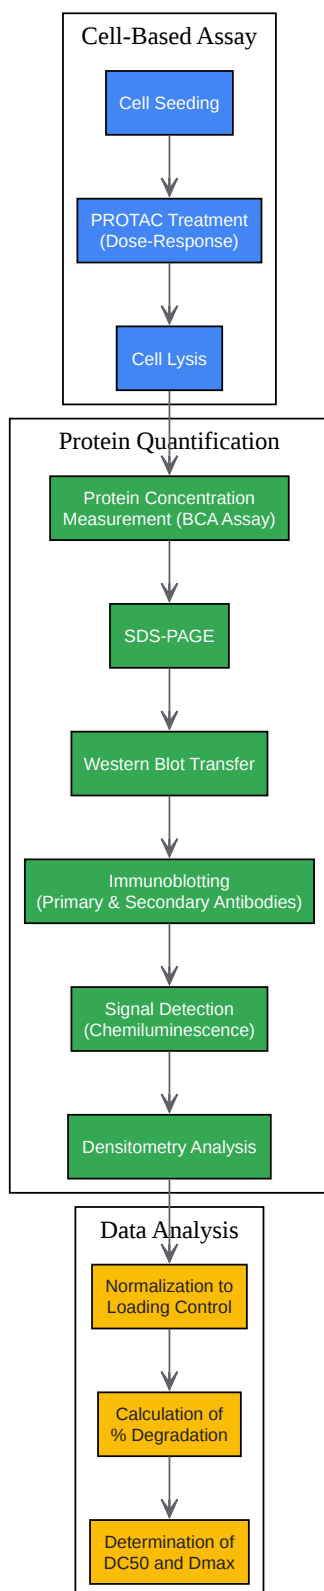 Cell-Based Assay
Cell Seeding
PROTAC Treatment
(Dose-Response)
Cell Lysis
Protein Quantification
Protein Concentration
Measurement (BCA Assay)
SDS-PAGE
Western Blot Transfer
Immunoblotting
(Primary & Secondary Antibodies)
Signal Detection
(Chemiluminescence)
Densitometry Analysis
Data Analysis
Normalization to
Loading Control
Calculation of
% Degradation
Determination of
DC50 and Dmax